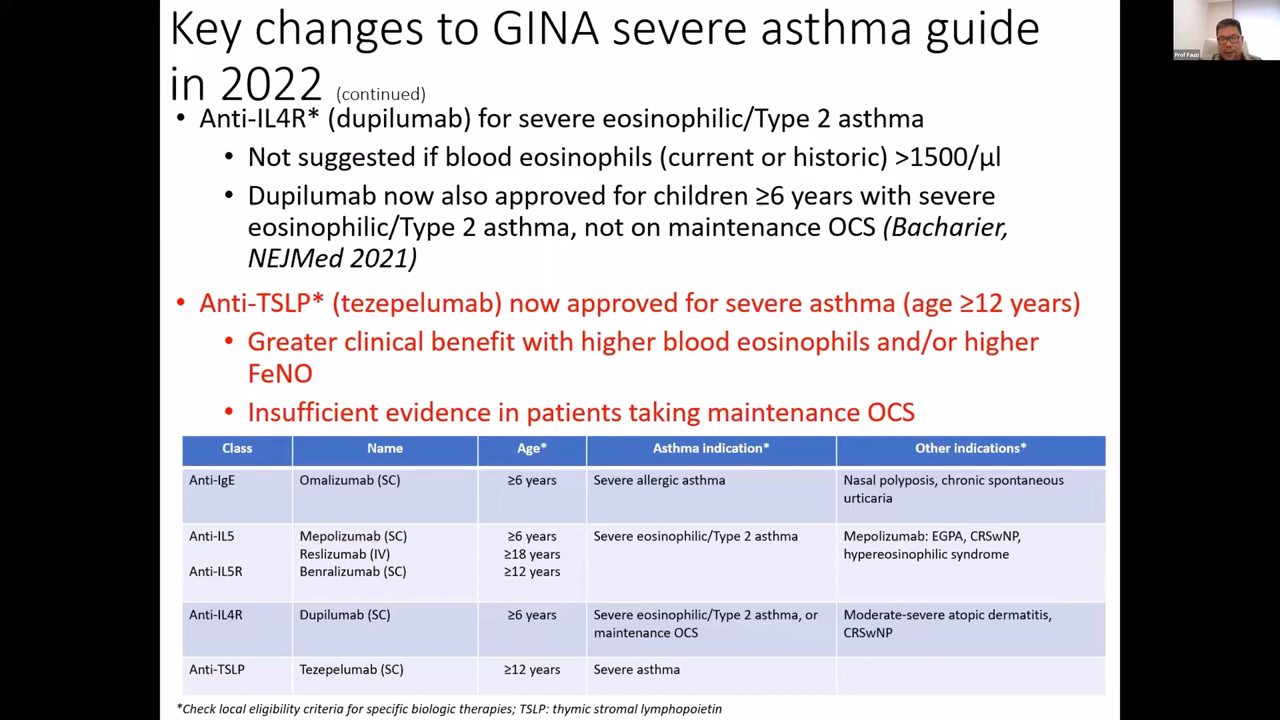 Key changes to GINA severe asthma guide
in 2022 (continued)
• Anti-IL4R* (dupilumab) for severe eosinophilic/Type 2 asthma
• Not suggested if blood eosinophils (current or historic) >1500/µl
• Dupilumab now also approved for children ≥6 years with severe
eosinophilic/Type 2 asthma, not on maintenance OCS (Bacharier,
NEJMed 2021)
• Anti-TSLP* (tezepelumab) now approved for severe asthma (age ≥12 years)
• Greater clinical benefit with higher blood eosinophils and/or higher
FeNO
• Insufficient evidence in patients taking maintenance OCS
Class Name Age* Asthma indication* Other indications*
Anti-IgE Omalizumab (SC) ≥6 years Severe allergic asthma Nasal polyposis, chronic spontaneous
urticaria
Anti-IL5 Mepolizumab (SC) ≥6 years Severe eosinophilic/Type 2 asthma Mepolizumab: EGPA, CRSwNP,
Reslizumab (IV) ≥18 years hypereosinophilic syndrome
Anti-IL5R Benralizumab (SC) ≥12 years
Anti-IL4R Dupilumab (SC) ≥6 years Severe eosinophilic/Type 2 asthma, or Moderate-severe atopic dermatitis,
maintenance OCS CRSwNP
Anti-TSLP Tezepelumab (SC) ≥12 years Severe asthma
*Check local eligibility criteria for specific biologic therapies; TSLP: thymic stromal lymphopoietin
Prof Fauzi